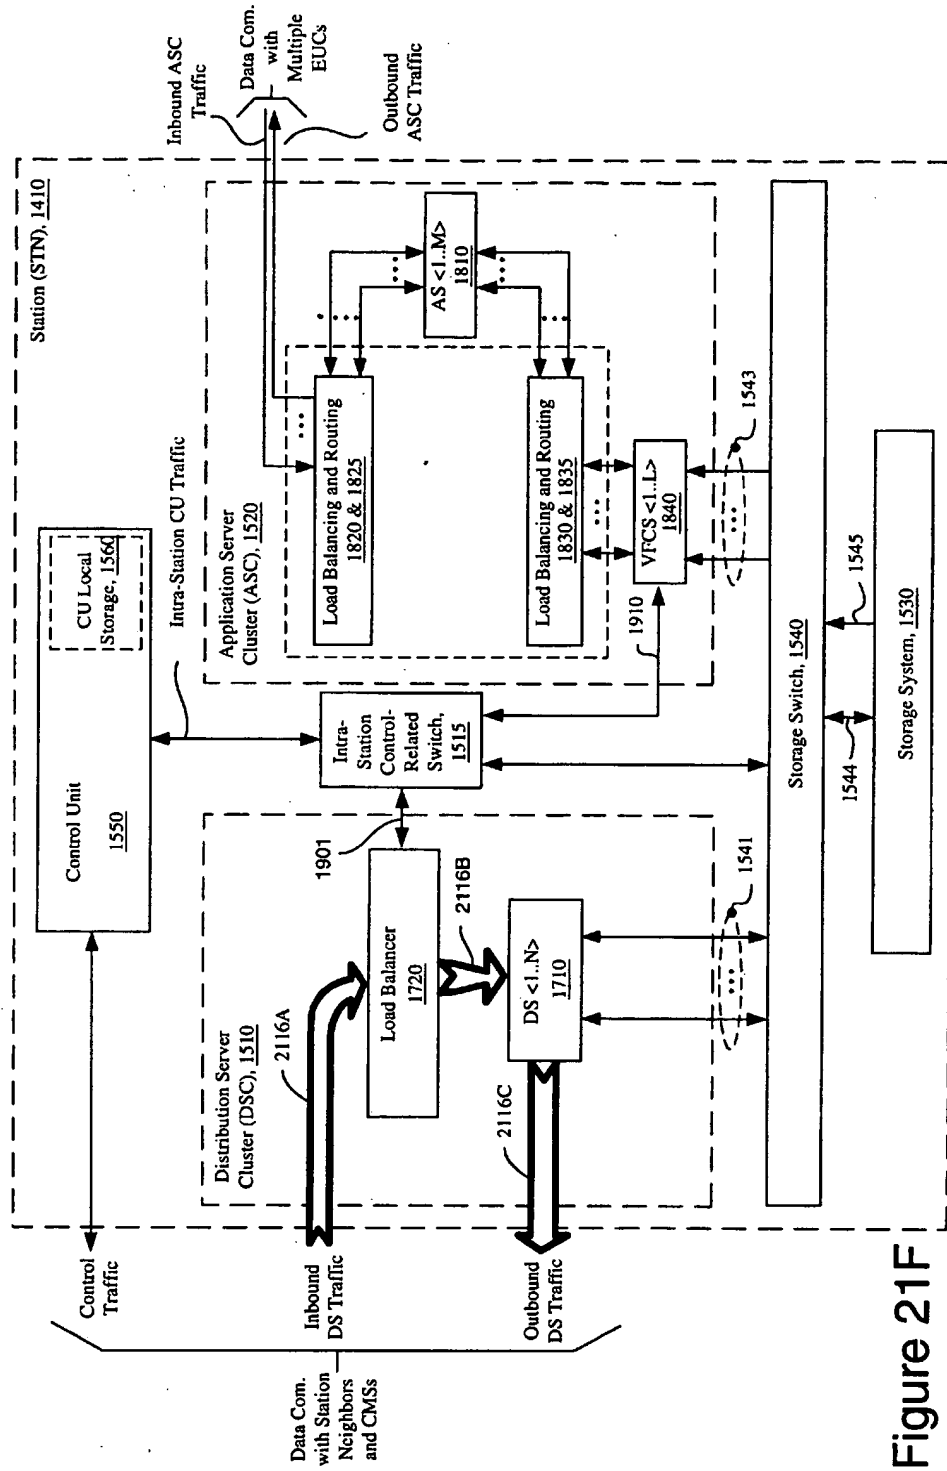 Station (STN), 1410
Control Unit
1550
CU Local
Storage, 1560
Control
Traffic
Intra-Station CU Traffic
Data Com.
with Station
Neighbors
and CMSs
Inbound
DS Traffic
Outbound
DS Traffic
Distribution Server
Cluster (DSC), 1510
2116A
Load Balancer
1720
2116B
DS <1..N>
1710
2116C
1901
Intra-
Station
Control-
Related
Switch,
1515
Application Server
Cluster (ASC), 1520
Load Balancing and Routing
1820 & 1825
Load Balancing and Routing
1830 & 1835
AS <1..M>
1810
VFCS <1..L>
1840
1910
Inbound ASC
Traffic
Data Com.
with
Multiple
EUCs
Outbound
ASC Traffic
1541
1543
Storage Switch, 1540
1544
1545
Storage System, 1530
Figure 21F